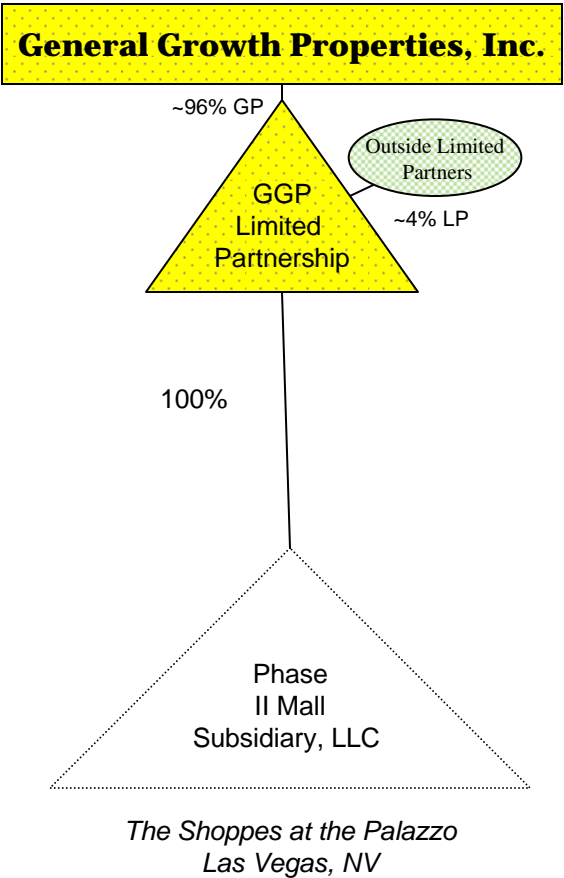 General Growth Properties, Inc.
~96% GP
Outside Limited
Partners
GGP
Limited
Partnership
~4% LP
100%
Phase
II Mall
Subsidiary, LLC
The Shoppes at the Palazzo
Las Vegas, NV